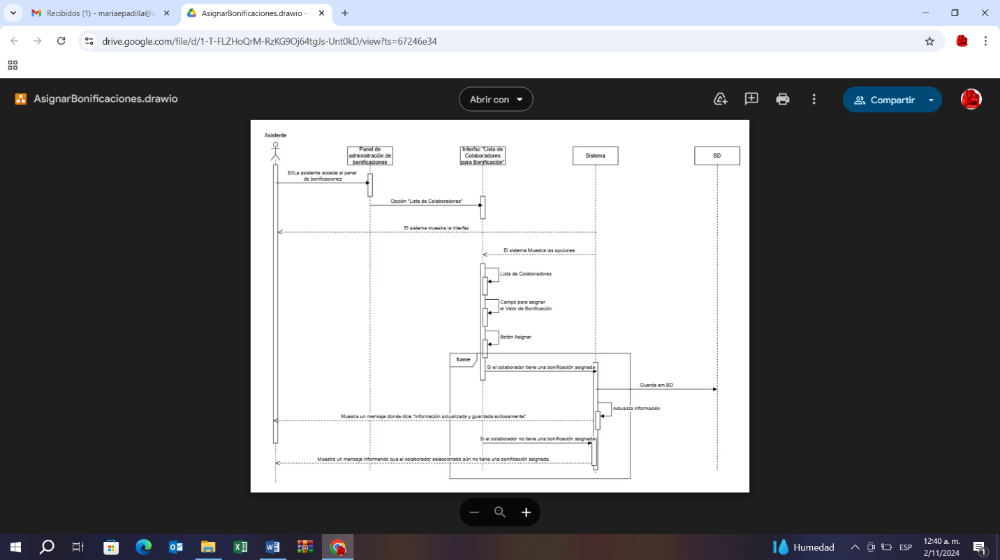 Recibidos (1) - mariaepadilla@g
AsignarBonificaciones.drawio -
drive.google.com/file/d/1-T-FLZHoQrM-RzKG9Oj64tgJs-Unt0kD/view?ts=67246e34
AsignarBonificaciones.drawio
Abrir con
Compartir
Asistente
Panel de
administración de
bonificaciones
Interfaz "Lista de
Colaboradores
para Bonificación"
Sistema
BD
El/La asistente accede al panel
de bonificaciones
Opción "Lista de Colaboradores"
El sistema muestra la interfaz
El sistema Muestra las opciones
Lista de Colaboradores
Campo para asignar
el Valor de Bonificación
Botón Asignar
frame
Si el colaborador tiene una bonificación asignada
Guarda em BD
Actualiza información
Muestra un mensaje donde dice "Información actualizada y guardada exitosamente"
Si el colaborador no tiene una bonificación asignada
Muestra un mensaje informando que el colaborador seleccionado aún no tiene una bonificación asignada.
Humedad
ESP
12:40 a. m.
2/11/2024
1